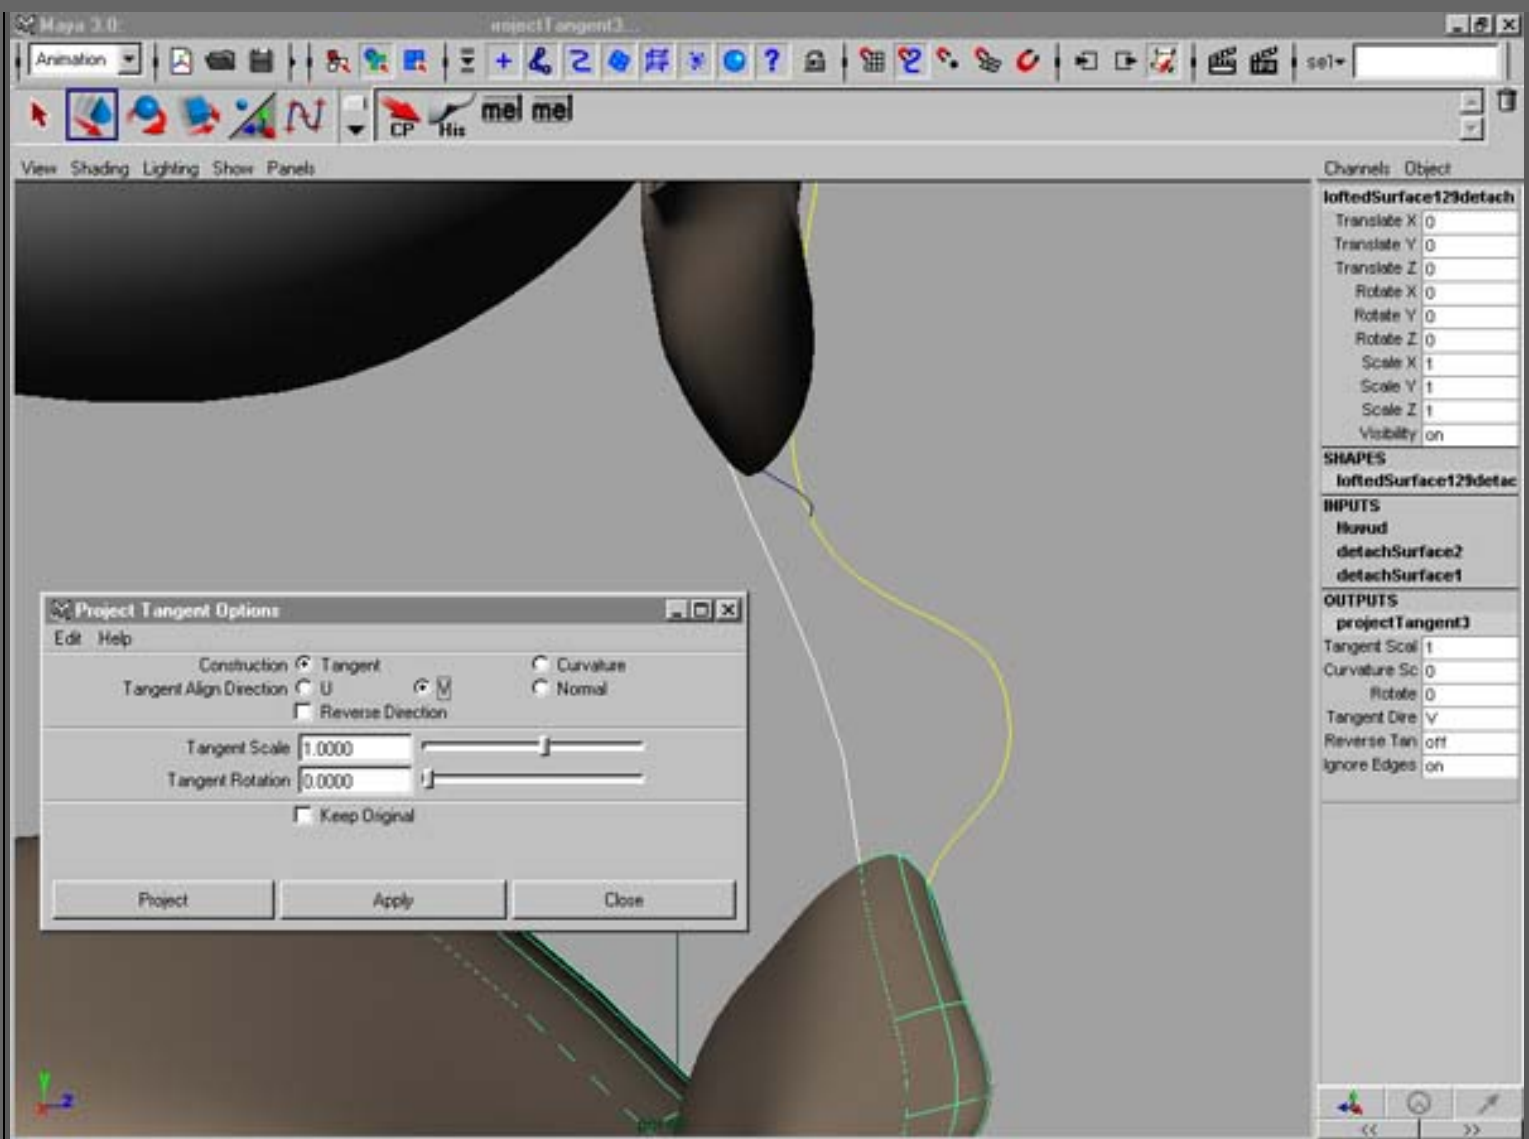 Maya 3.0:
Animation
sel
CP
His
mel
mel
View Shading Lighting Show Panels
Channels Object
loftedSurface129detach
Translate X 0
Translate Y 0
Translate Z 0
Rotate X 0
Rotate Y 0
Rotate Z 0
Scale X 1
Scale Y 1
Scale Z 1
Visibility on
SHAPES
loftedSurface129detac
INPUTS
Huvud
detachSurface2
detachSurface1
OUTPUTS
projectTangent3
Tangent Scal 1
Curvature Sc 0
Rotate 0
Tangent Dire V
Reverse Tan off
Ignore Edges on
Project Tangent Options
Edit Help
Construction Tangent Curvature
Tangent Align Direction U V Normal
Reverse Direction
Tangent Scale 1.0000
Tangent Rotation 0.0000
Keep Original
Project Apply Close
y
x z
<< >>